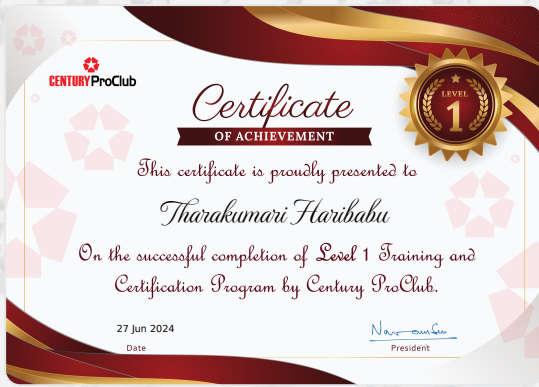 CENTURY ProClub
LEVEL
1
Certificate
OF ACHIEVEMENT
This certificate is proudly presented to
Tharakumari Haribabu
On the successful completion of Level 1 Training and
Certification Program by Century ProClub.
27 Jun 2024
Date
President